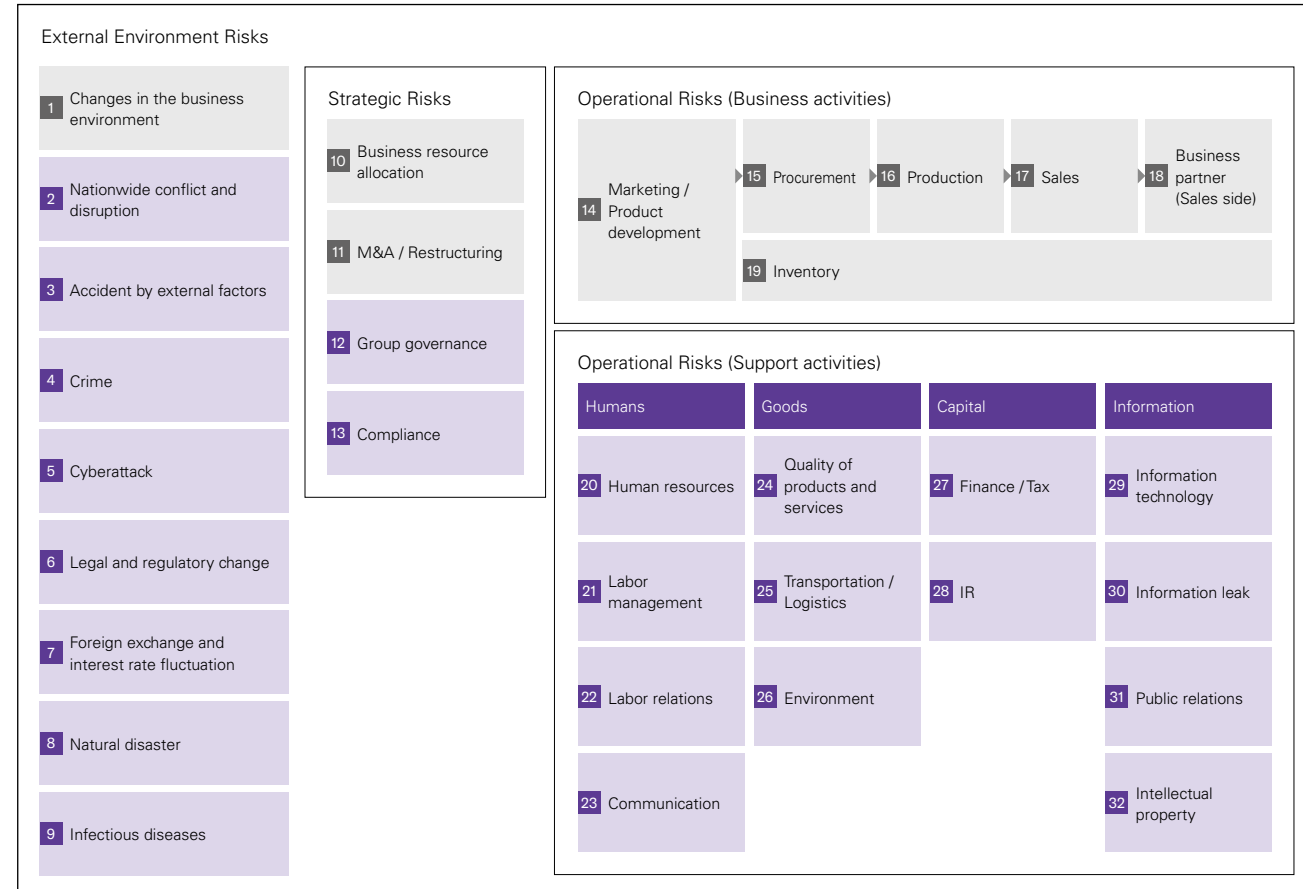 External Environment Risks
1
Changes in the business
environment
2
Nationwide conflict and
disruption
3
Accident by external factors
4
Crime
5
Cyberattack
6
Legal and regulatory change
7
Foreign exchange and
interest rate fluctuation
8
Natural disaster
9
Infectious diseases
Strategic Risks
10
Business resource
allocation
11
M&A / Restructuring
12
Group governance
13
Compliance
Operational Risks (Business activities)
14
Marketing /
Product
development
15
Procurement
16
Production
17
Sales
18
Business
partner
(Sales side)
19
Inventory
Operational Risks (Support activities)
Humans
20
Human resources
21
Labor
management
22
Labor relations
23
Communication
Goods
24
Quality of
products and
services
25
Transportation /
Logistics
26
Environment
Capital
27
Finance / Tax
28
IR
Information
29
Information
technology
30
Information leak
31
Public relations
32
Intellectual
property